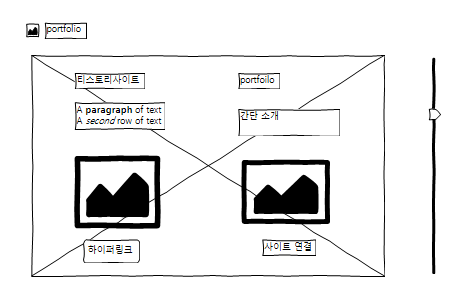 portfolio
티스토리사이트
portfoilo
A paragraph of text
A second row of text
간단 소개
하이퍼링크
사이트 연결